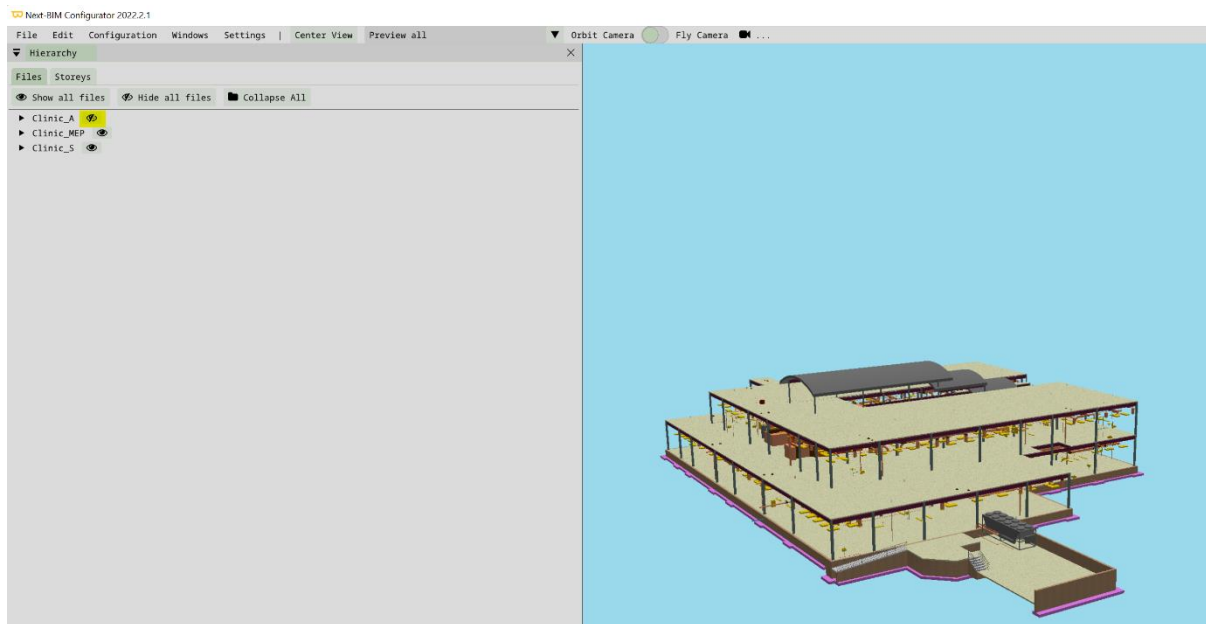 Next-BIM Configurator 2022.2.1
File Edit Configuration Windows Settings | Center View Preview all Orbit Camera Fly Camera ...
Hierarchy
Files Storeys
Show all files Hide all files Collapse All
Clinic_A
Clinic_MEP
Clinic_S